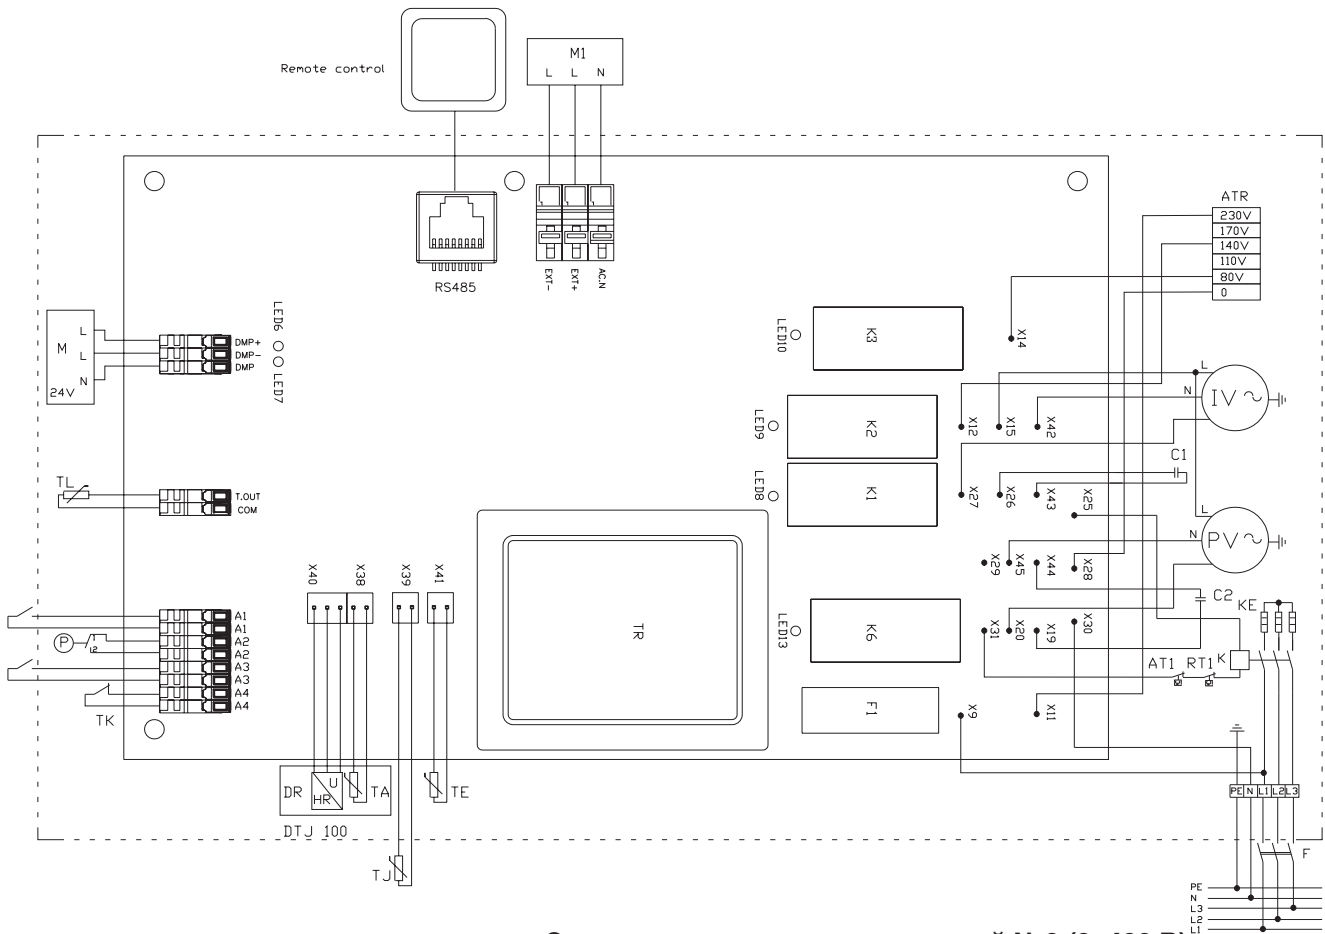 Remote control
M1
L L N
ATR
230V
170V
140V
110V
80V
0
RS485
EXT-
EXT+
AC.N
LED6
LED7
M
L
L
N
24V
DMP+
DMP-
DMP
LED10
K3
X14
L
N
IV
LED9
K2
X12
X15
X42
C1
TL
T.OUT
COM
LED8
K1
X27
X26
X43
X25
L
N
PV
X29
X45
X44
X28
C2
KE
X40
X38
X39
X41
TR
A1
A1
A2
A2
A3
A3
A4
A4
P
L2
TK
LED13
K6
X31
X20
X19
X30
AT1
RT1
K
F1
X9
X11
DR
U
HR
TA
TE
DTJ 100
TJ
PE N L1 L2 L3
F
PE
N
L3
L2
L1